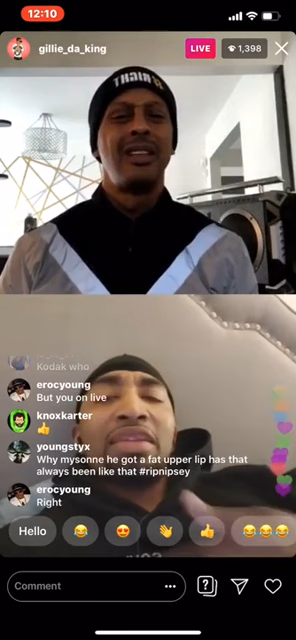 12:10
gillie_da_king
LIVE
1,398
Kodak who
erocyoung
But you on live
knoxkarter
👍
youngstyx
Why mysonne he got a fat upper lip has that
always been like that #ripnipsey
erocyoung
Right
Hello 😂 😍 👋 👍 😂😂😂
Comment